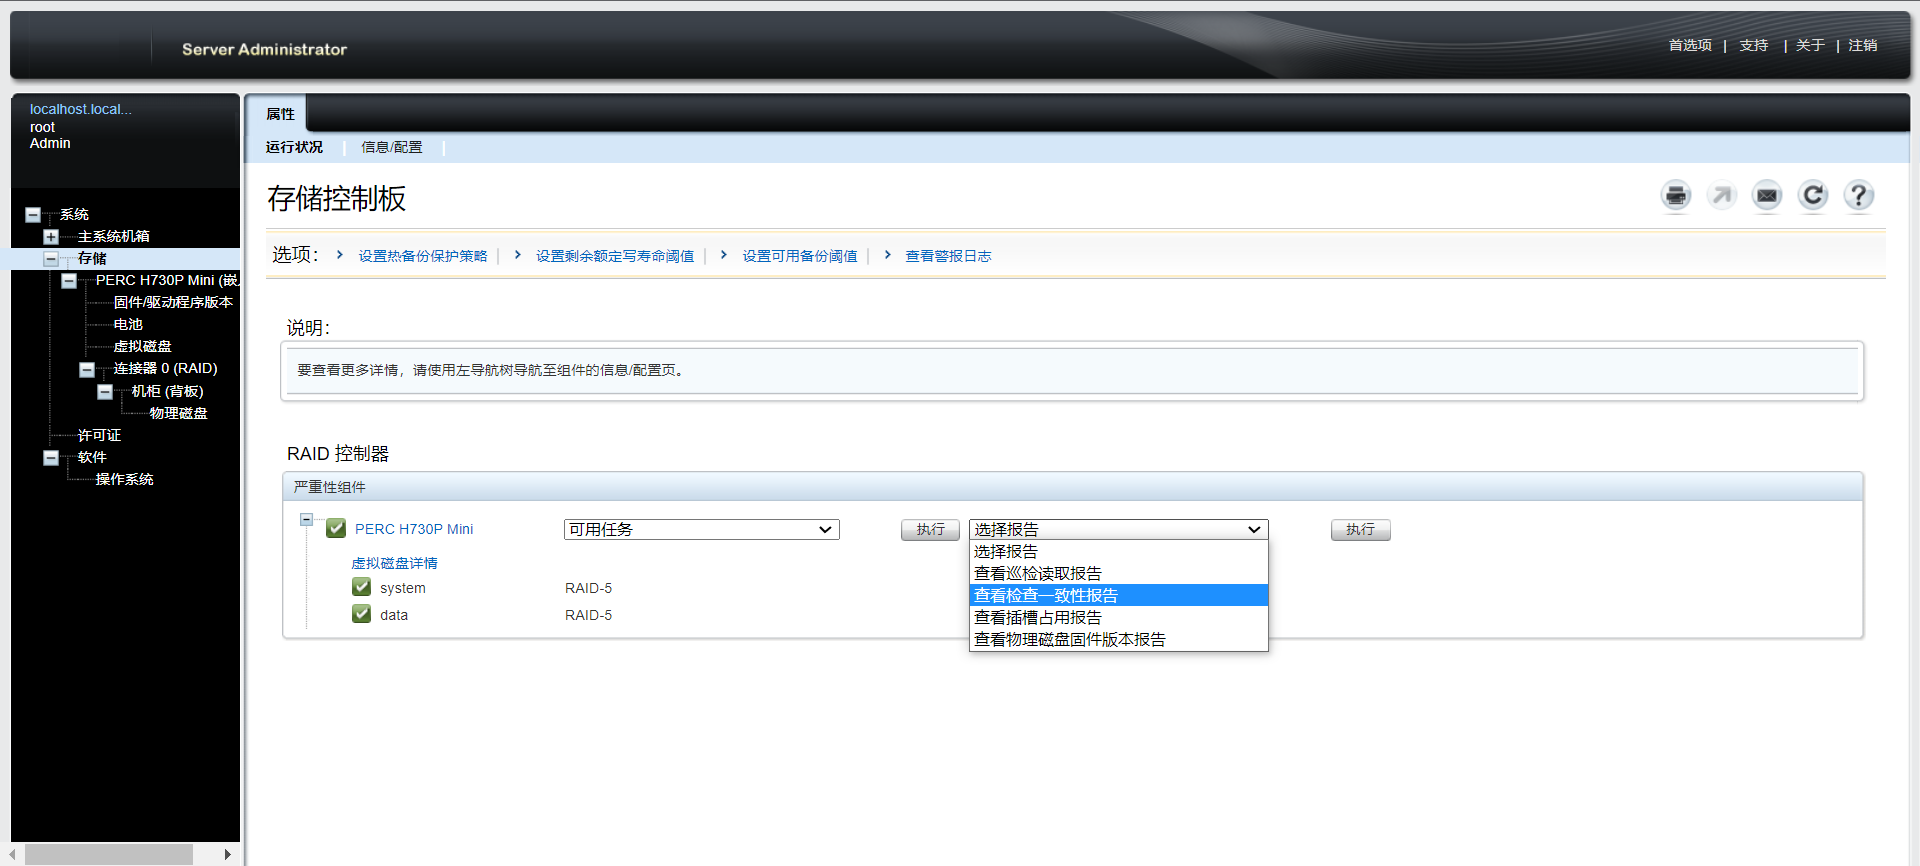 Server Administrator
首选项 | 支持 | 关于 | 注销
localhost.local...
root
Admin
系统
主系统机箱
存储
PERC H730P Mini (嵌
固件/驱动程序版本
电池
虚拟磁盘
连接器 0 (RAID)
机柜 (背板)
物理磁盘
许可证
软件
操作系统
属性
运行状况 | 信息/配置 |
存储控制板
选项： 设置热备份保护策略 | 设置剩余额定写寿命阈值 | 设置可用备份阈值 | 查看警报日志
说明：
要查看更多详情，请使用左导航树导航至组件的信息/配置页。
RAID 控制器
严重性组件
PERC H730P Mini 可用任务 执行 选择报告 执行
选择报告
查看巡检读取报告
查看检查一致性报告
查看插槽占用报告
查看物理磁盘固件版本报告
虚拟磁盘详情
system RAID-5
data RAID-5